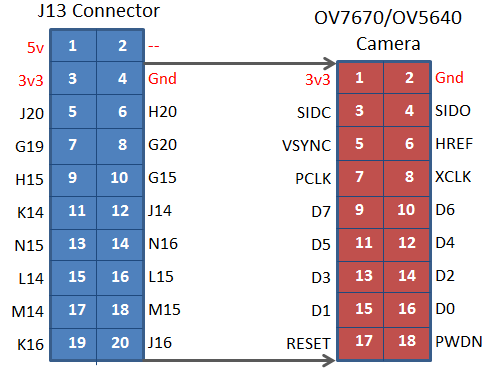 J13 Connector
OV7670/OV5640
Camera
5v 1 2 --
3v3 3 4 Gnd 3v3 1 2 Gnd
J20 5 6 H20 SIDC 3 4 SIDO
G19 7 8 G20 VSYNC 5 6 HREF
H15 9 10 G15 PCLK 7 8 XCLK
K14 11 12 J14 D7 9 10 D6
N15 13 14 N16 D5 11 12 D4
L14 15 16 L15 D3 13 14 D2
M14 17 18 M15 D1 15 16 D0
K16 19 20 J16 RESET 17 18 PWDN